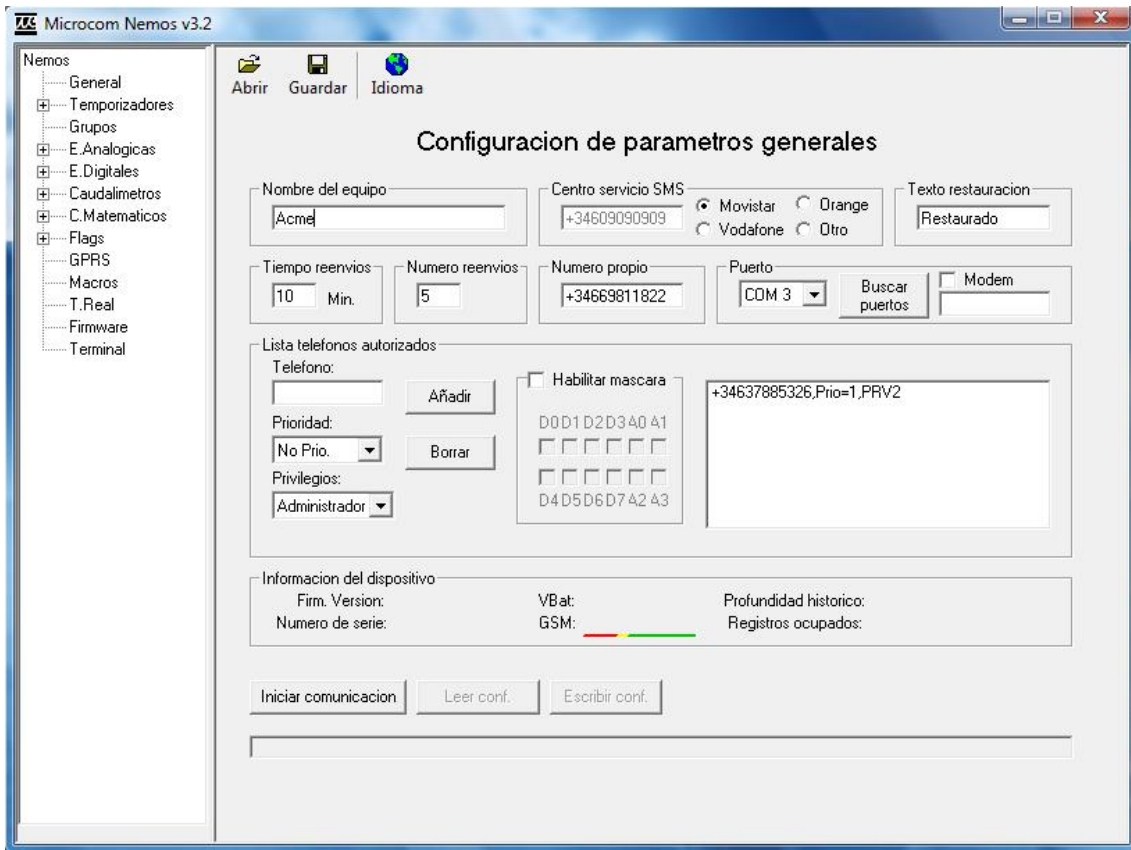 Microcom Nemos v3.2
Nemos
General
Temporizadores
Grupos
E.Analogicas
E.Digitales
Caudalimetros
C.Matematicos
Flags
GPRS
Macros
T.Real
Firmware
Terminal
Abrir Guardar Idioma
Configuracion de parametros generales
Nombre del equipo
Acme
Centro servicio SMS
+34609090909
Movistar Orange
Vodafone Otro
Texto restauracion
Restaurado
Tiempo reenvios
10 Min.
Numero reenvios
5
Numero propio
+34669811822
Puerto
COM 3
Buscar
puertos
Modem
Lista telefonos autorizados
Telefono:
Añadir
Prioridad:
No Prio.
Borrar
Privilegios:
Administrador
Habilitar mascara
D0 D1 D2 D3 A0 A1
D4 D5 D6 D7 A2 A3
+34637885326,Prio=1,PRV2
Informacion del dispositivo
Firm. Version: VBat: Profundidad historico:
Numero de serie: GSM: Registros ocupados:
Iniciar comunicacion Leer conf. Escribir conf.